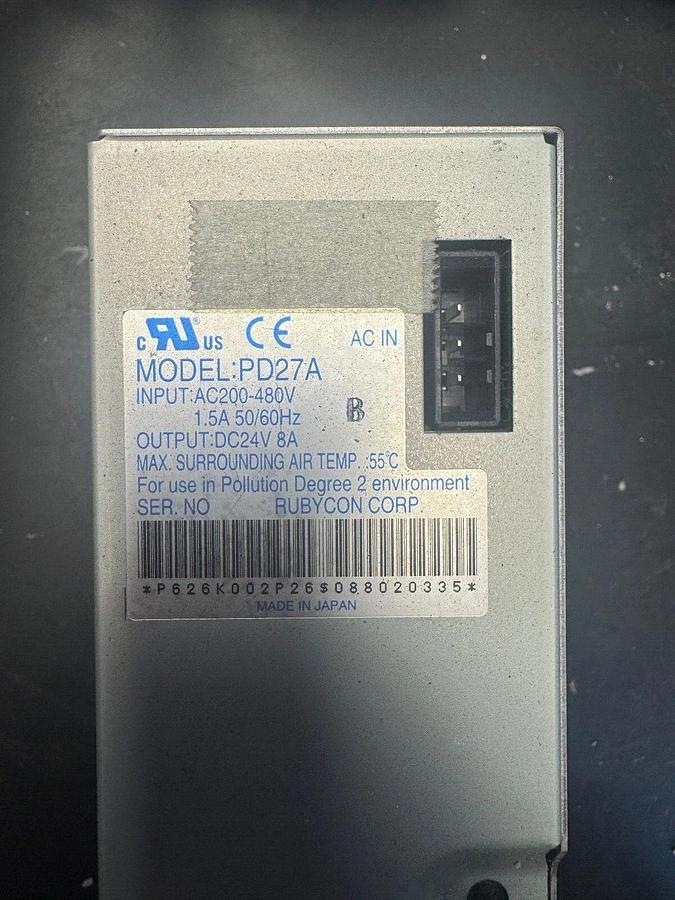 c RU ® US CE AC IN
MODEL:PD27A
INPUT:AC200-480V
1.5A 50/60Hz B
OUTPUT:DC24V 8A
MAX. SURROUNDING AIR TEMP. :55℃
For use in Pollution Degree 2 environment
SER. NO RUBYCON CORP.
*P626K002P26$088020335*
MADE IN JAPAN